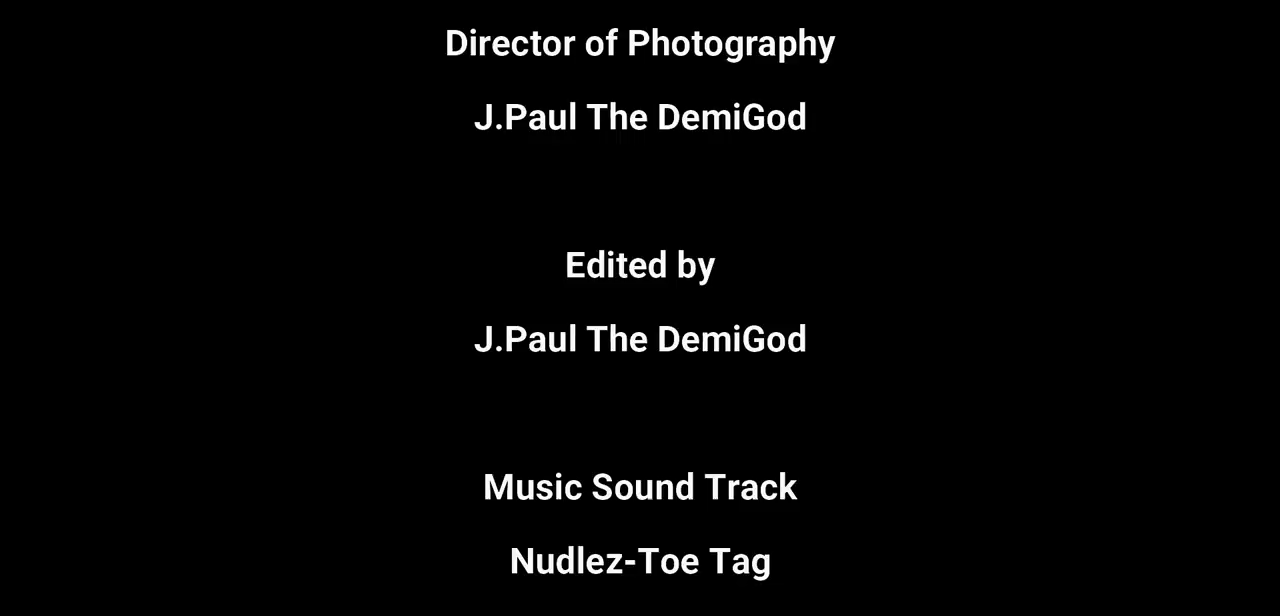 Director of Photography
J.Paul The DemiGod
Edited by
J.Paul The DemiGod
Music Sound Track
Nudlez-Toe Tag